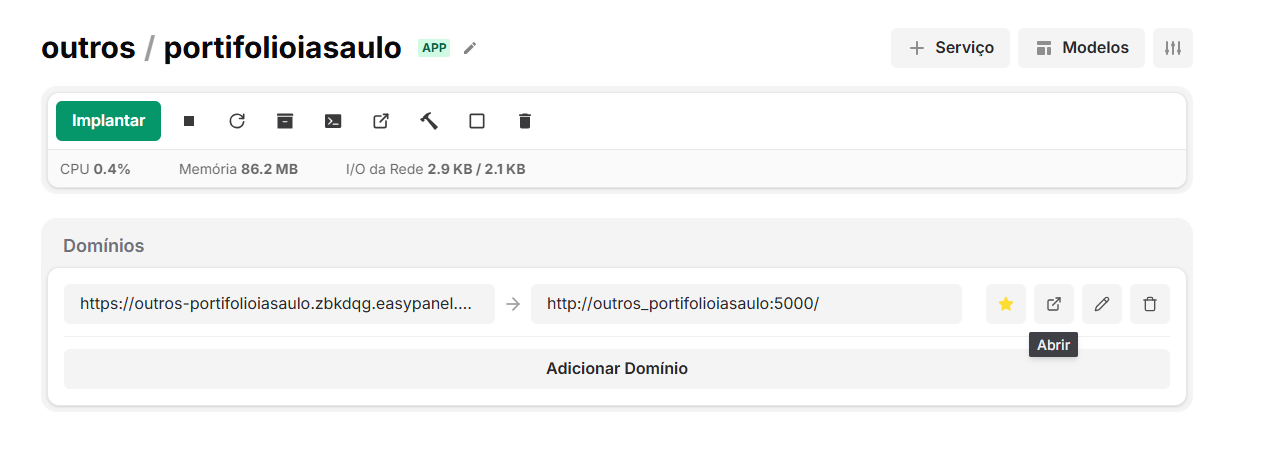 outros / portifolioiasaulo APP
Serviço
Modelos
Implantar
CPU 0.4% Memória 86.2 MB I/O da Rede 2.9 KB / 2.1 KB
Domínios
https://outros-portifolioiasaulo.zbkdqg.easypanel.... http://outros_portifolioiasaulo:5000/
Abrir
Adicionar Domínio